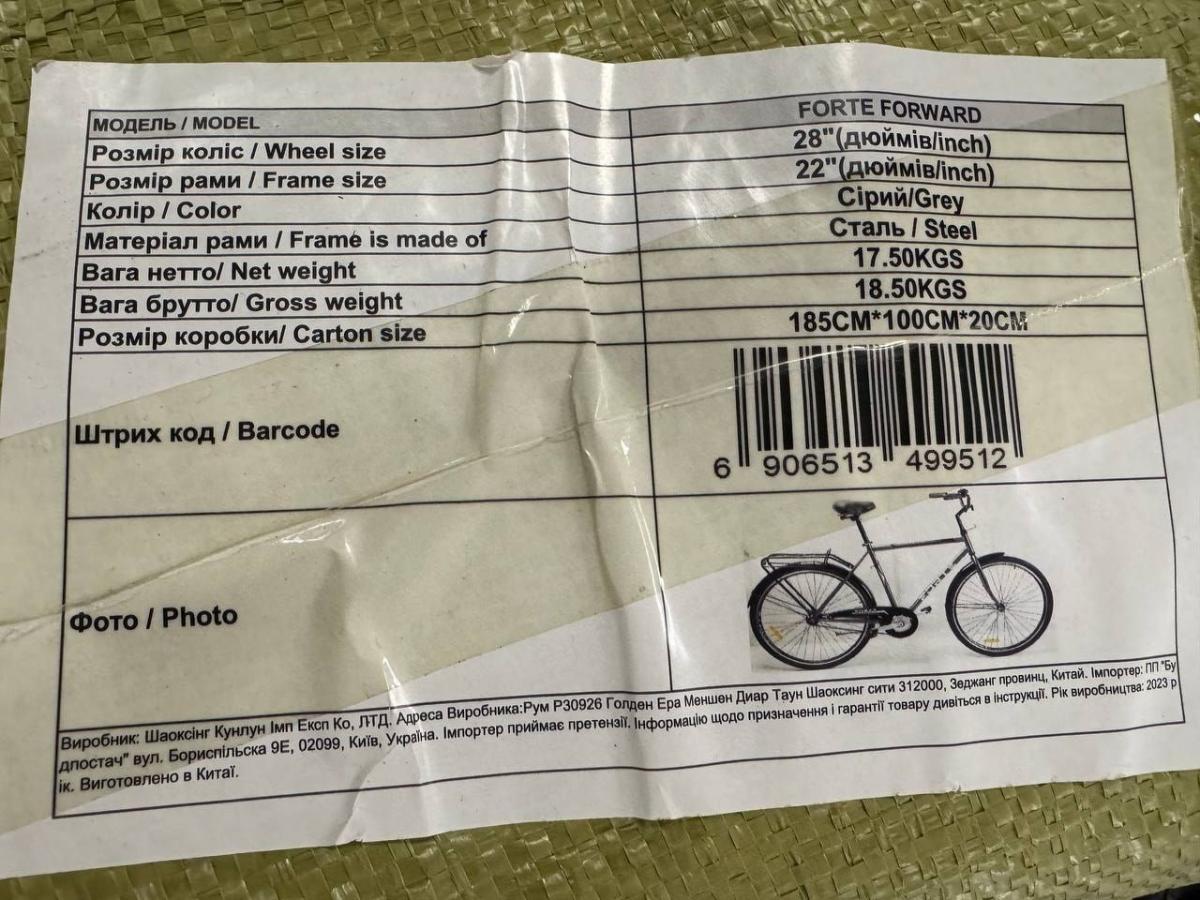 МОДЕЛЬ / MODEL FORTE FORWARD
Розмір коліс / Wheel size 28"(дюймів/inch)
Розмір рами / Frame size 22"(дюймів/inch)
Колір / Color Сірий/Grey
Матеріал рами / Frame is made of Сталь / Steel
Вага нетто/ Net weight 17.50KGS
Вага брутто/ Gross weight 18.50KGS
Розмір коробки/ Carton size 185CM*100CM*20CM
Штрих код / Barcode 6 906513 499512
Фото / Photo
Виробник: Шаоксінг Кунлун Імп Експ Ко, ЛТД. Адреса Виробника:Рум Р30926 Голден Ера Меншен Диар Таун Шаоксинг сити 312000, Зеджанг провинц, Китай. Імпортер: ПП "Бу
дпостач" вул. Бориспільска 9Е, 02099, Київ, Україна. Імпортер приймає претензії. Інформацію щодо призначення і гарантії товару дивіться в інструкції. Рік виробництва: 2023 р
ік. Виготовлено в Китаї.